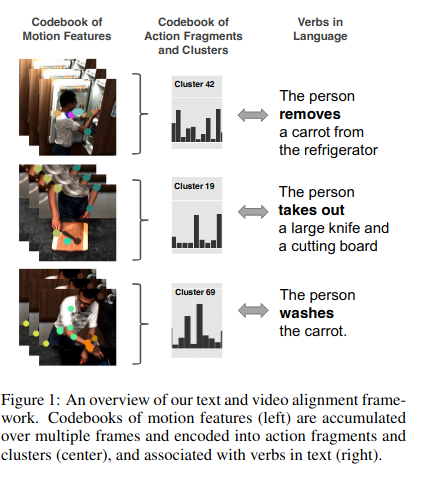 Codebook of
Motion Features
Codebook of
Action Fragments
and Clusters
Verbs in
Language
Cluster 42
The person
removes
a carrot from
the refrigerator
Cluster 19
The person
takes out
a large knife and
a cutting board
Cluster 69
The person
washes
the carrot.
Figure 1: An overview of our text and video alignment frame-
work. Codebooks of motion features (left) are accumulated
over multiple frames and encoded into action fragments and
clusters (center), and associated with verbs in text (right).